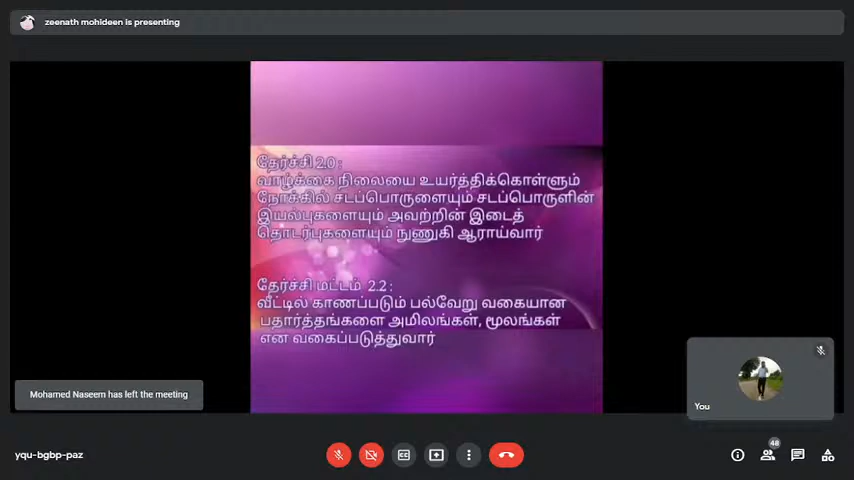 zeenath mohideen is presenting
தேர்ச்சி 2.0 :
வாழ்க்கை நிலையை உயர்த்திக்கொள்ளும்
நோக்கில் சடப்பொருளையும் சடப்பொருளின்
இயல்புகளையும் அவற்றின் இடைத்
தொடர்புகளையும் நுணுகி ஆராய்வார்
தேர்ச்சி மட்டம் 2.2 :
வீட்டில் காணப்படும் பல்வேறு வகையான
பதார்த்தங்களை அமிலங்கள், மூலங்கள்
என வகைப்படுத்துவார்
Mohamed Naseem has left the meeting
You
yqu-bgbp-paz
48